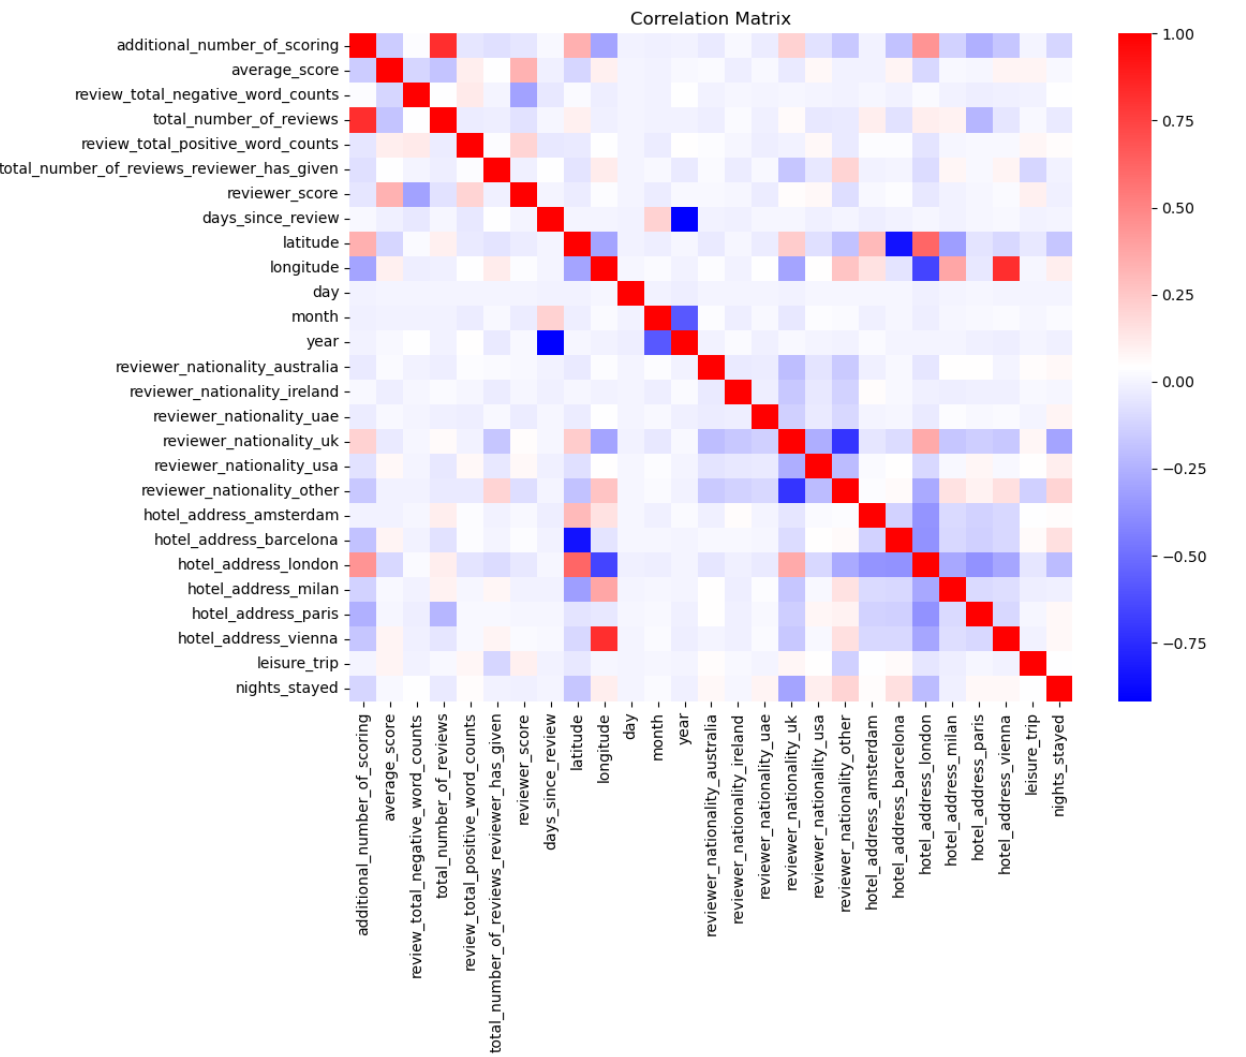 Correlation Matrix
additional_number_of_scoring
average_score
review_total_negative_word_counts
total_number_of_reviews
review_total_positive_word_counts
total_number_of_reviews_reviewer_has_given
reviewer_score
days_since_review
latitude
longitude
day
month
year
reviewer_nationality_australia
reviewer_nationality_ireland
reviewer_nationality_uae
reviewer_nationality_uk
reviewer_nationality_usa
reviewer_nationality_other
hotel_address_amsterdam
hotel_address_barcelona
hotel_address_london
hotel_address_milan
hotel_address_paris
hotel_address_vienna
leisure_trip
nights_stayed
additional_number_of_scoring
average_score
review_total_negative_word_counts
total_number_of_reviews
review_total_positive_word_counts
total_number_of_reviews_reviewer_has_given
reviewer_score
days_since_review
latitude
longitude
day
month
year
reviewer_nationality_australia
reviewer_nationality_ireland
reviewer_nationality_uae
reviewer_nationality_uk
reviewer_nationality_usa
reviewer_nationality_other
hotel_address_amsterdam
hotel_address_barcelona
hotel_address_london
hotel_address_milan
hotel_address_paris
hotel_address_vienna
leisure_trip
nights_stayed
1.00
0.75
0.50
0.25
0.00
−0.25
−0.50
−0.75